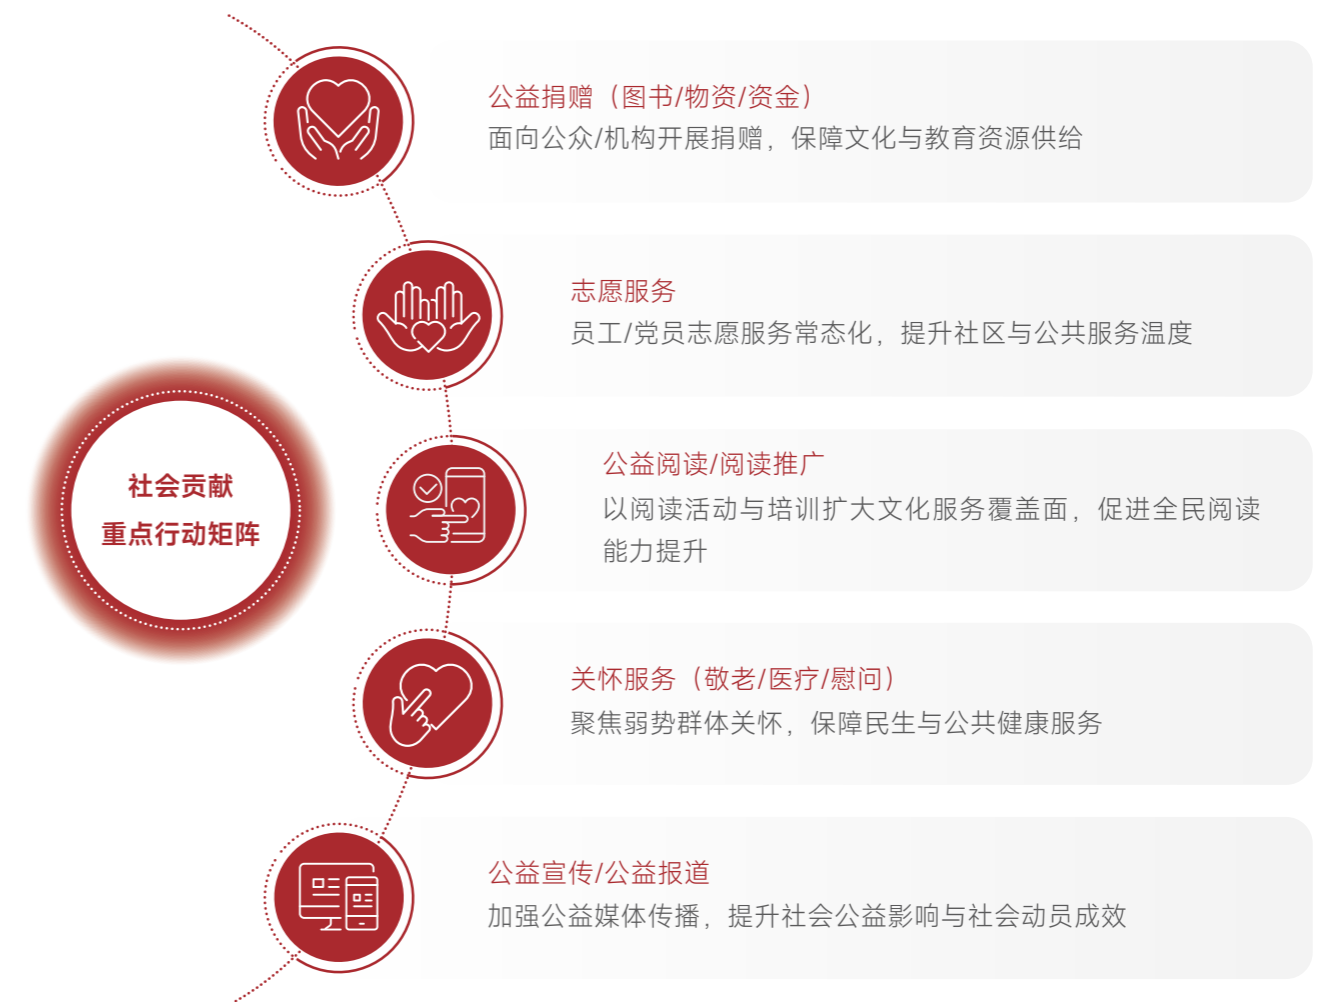 公益捐赠（图书/物资/资金）
面向公众/机构开展捐赠，保障文化与教育资源供给
志愿服务
员工/党员志愿服务常态化，提升社区与公共服务温度
社会贡献
重点行动矩阵
公益阅读/阅读推广
以阅读活动与培训扩大文化服务覆盖面，促进全民阅读
能力提升
关怀服务（敬老/医疗/慰问）
聚焦弱势群体关怀，保障民生与公共健康服务
公益宣传/公益报道
加强公益媒体传播，提升社会公益影响与社会动员成效